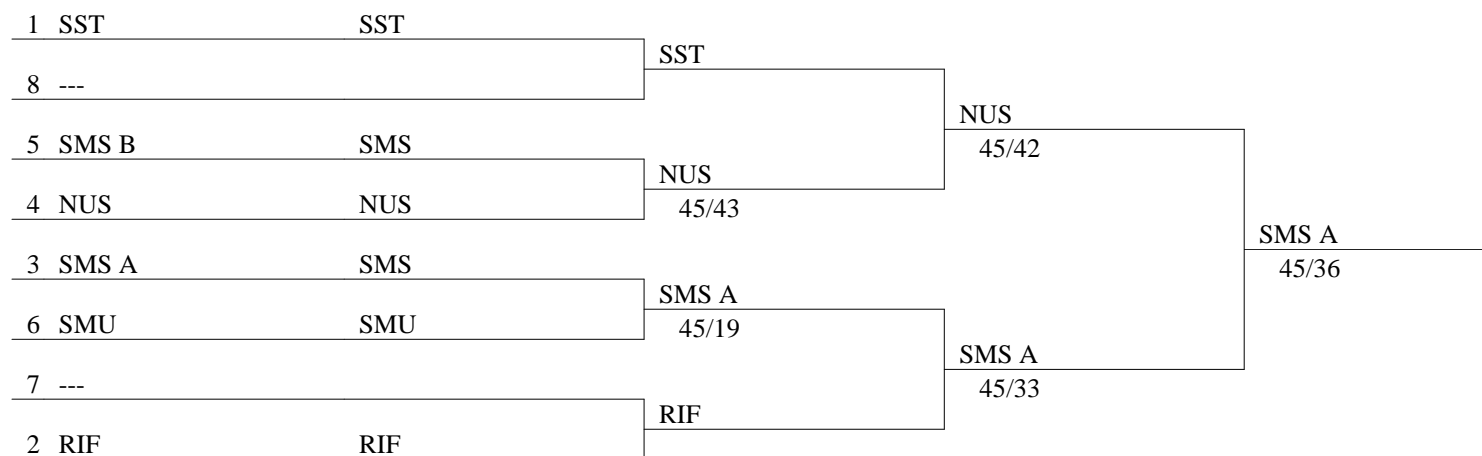 1 SST SST
SST
8 ---
NUS
45/42
5 SMS B SMS
NUS
45/43
4 NUS NUS
SMS A
45/36
3 SMS A SMS
SMS A
45/19
6 SMU SMU
SMS A
45/33
7 ---
RIF
2 RIF RIF